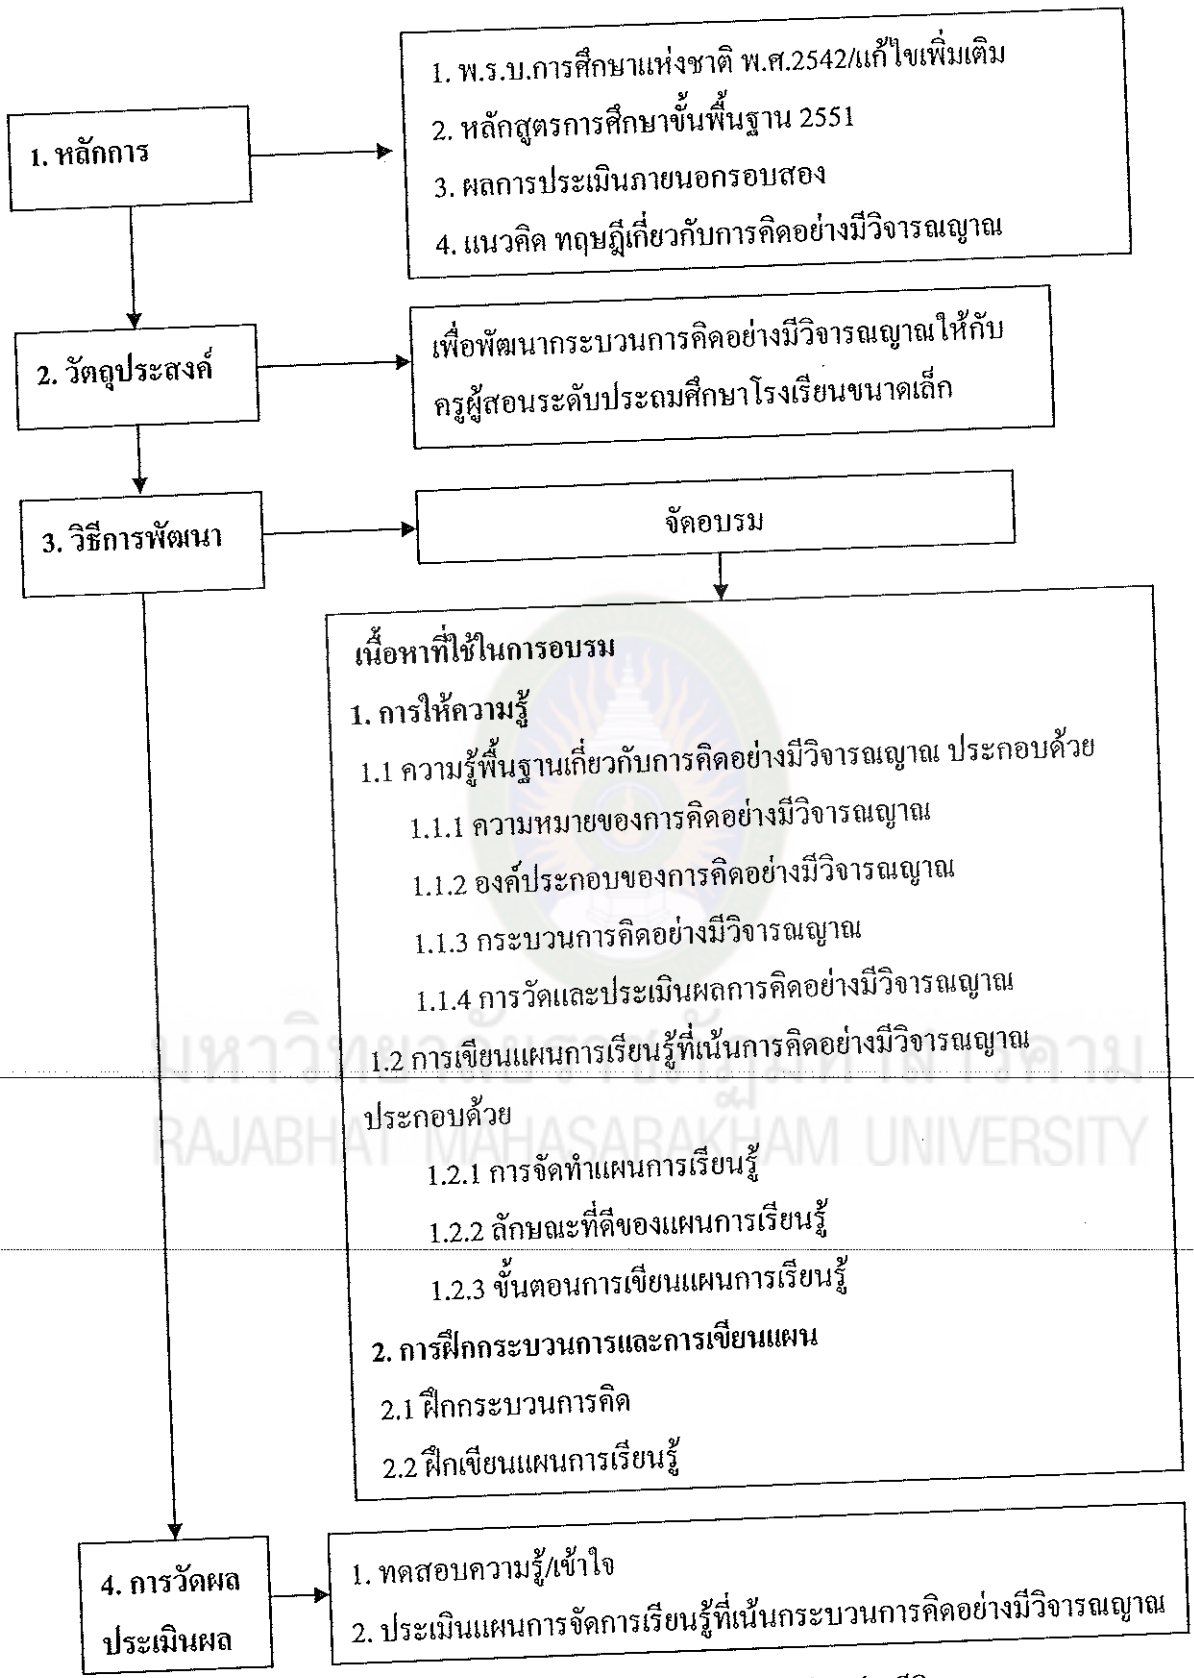 1. พ.ร.บ.การศึกษาแห่งชาติ พ.ศ.2542/แก้ไขเพิ่มเติม
2. หลักสูตรการศึกษาขั้นพื้นฐาน 2551
1. หลักการ
3. ผลการประเมินภายนอกรอบสอง
4. แนวคิด ทฤษฎีเกี่ยวกับการคิดอย่างมีวิจารณญาณ
2. วัตถุประสงค์
เพื่อพัฒนากระบวนการคิดอย่างมีวิจารณญาณให้กับ
ครูผู้สอนระดับประถมศึกษาโรงเรียนขนาดเล็ก
3. วิธีการพัฒนา
จัดอบรม
เนื้อหาที่ใช้ในการอบรม
1. การให้ความรู้
1.1 ความรู้พื้นฐานเกี่ยวกับการคิดอย่างมีวิจารณญาณ ประกอบด้วย
1.1.1 ความหมายของการคิดอย่างมีวิจารณญาณ
1.1.2 องค์ประกอบของการคิดอย่างมีวิจารณญาณ
1.1.3 กระบวนการคิดอย่างมีวิจารณญาณ
1.1.4 การวัดและประเมินผลการคิดอย่างมีวิจารณญาณ
มหาวิทยาลัยราชภัฏมหาสารคาม
1.2 การเขียนแผนการเรียนรู้ที่เน้นการคิดอย่างมีวิจารณญาณ
ประกอบด้วย
RAJABHAT MAHASARAKHAM UNIVERSITY
1.2.1 การจัดทำแผนการเรียนรู้
1.2.2 ลักษณะที่ดีของแผนการเรียนรู้
1.2.3 ขั้นตอนการเขียนแผนการเรียนรู้
2. การฝึกกระบวนการและการเขียนแผน
2.1 ฝึกกระบวนการคิด
2.2 ฝึกเขียนแผนการเรียนรู้
4. การวัดผล
ประเมินผล
1. ทดสอบความรู้/เข้าใจ
2. ประเมินแผนการจัดการเรียนรู้ที่เน้นกระบวนการคิดอย่างมีวิจารณญาณ